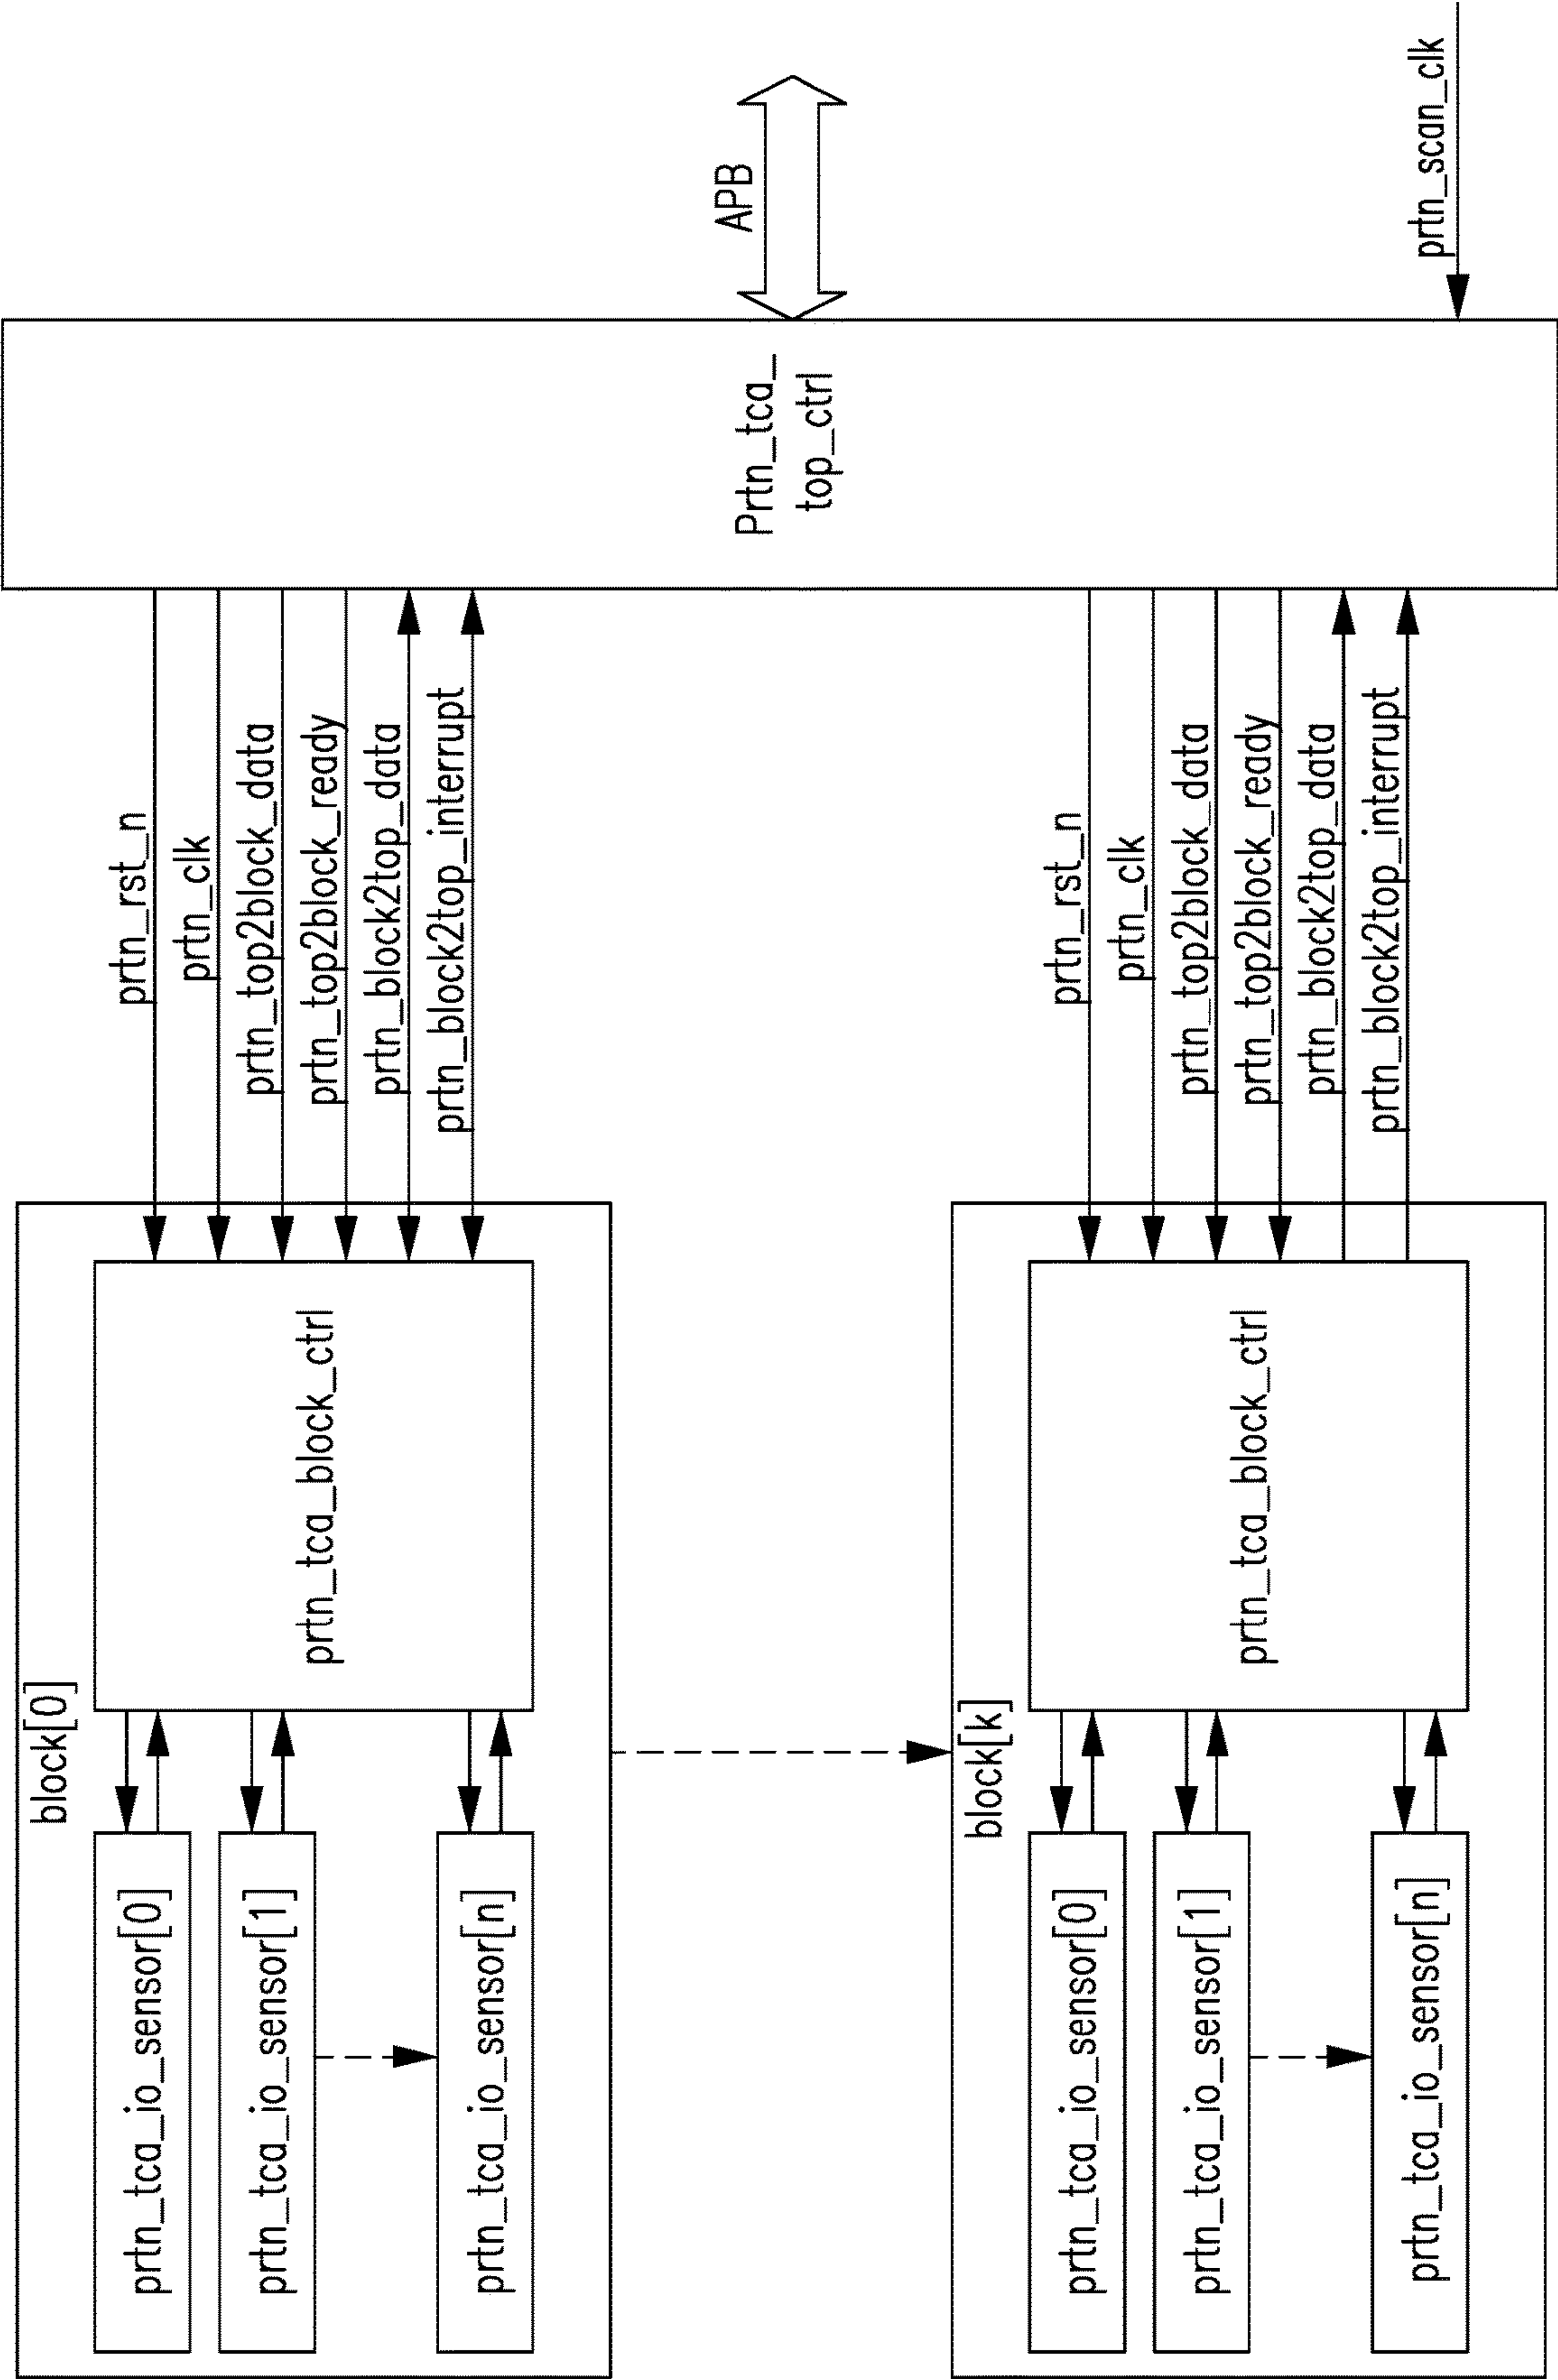 block[0]
prtn_tca_io_sensor[0]
prtn_tca_io_sensor[1]
prtn_tca_io_sensor[n]
prtn_tca_block_ctrl
prtn_rst_n
prtn_clk
prtn_top2block_data
prtn_top2block_ready
prtn_block2top_data
prtn_block2top_interrupt
Prtn_tca_
top_ctrl
APB
block[k]
prtn_tca_io_sensor[0]
prtn_tca_io_sensor[1]
prtn_tca_io_sensor[n]
prtn_tca_block_ctrl
prtn_rst_n
prtn_clk
prtn_top2block_data
prtn_top2block_ready
prtn_block2top_data
prtn_block2top_interrupt
prtn_scan_clk